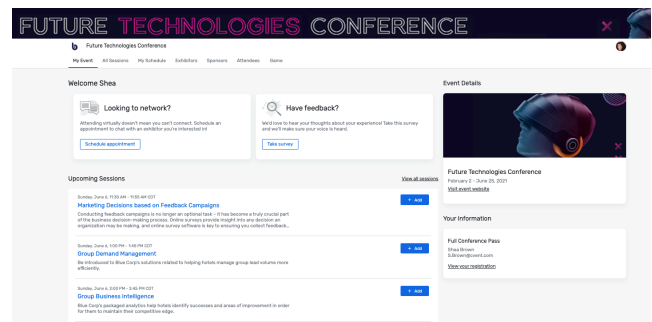 FUTURE TECHNOLOGIES CONFERENCE
Future Technologies Conference
My Event All Sessions My Schedule Exhibitors Sponsors Attendees Game
Welcome Shea
Looking to network?
Attending virtually doesn't mean you can't connect. Schedule an
appointment to chat with an exhibitor you're interested in!
Schedule appointment
Have feedback?
We'd love to hear your thoughts about your experience! Take this survey
and we'll make sure your voice is heard.
Take survey
Upcoming Sessions
View all sessions
Sunday, June 6, 11:30 AM - 11:55 AM CDT
Marketing Decisions based on Feedback Campaigns
Conducting feedback campaigns is no longer an optional task - it has become a truly crucial part
of the business decision-making process. Online surveys provide insight into any decision an
organization may be making, and online survey software is key to ensuring you collect feedback...
+ Add
Sunday, June 6, 1:00 PM - 1:45 PM CDT
Group Demand Management
Be introduced to Blue Corp's solutions related to helping hotels manage group lead volume more
efficiently.
+ Add
Sunday, June 6, 2:00 PM - 2:45 PM CDT
Group Business Intelligence
Blue Corp's packaged analytics help hotels identify successes and areas of improvement in order
for them to maintain their competitive edge.
+ Add
Event Details
Future Technologies Conference
February 2 - June 25, 2021
Visit event website
Your Information
Full Conference Pass
Shea Brown
S.Brown@cvent.com
View your registration